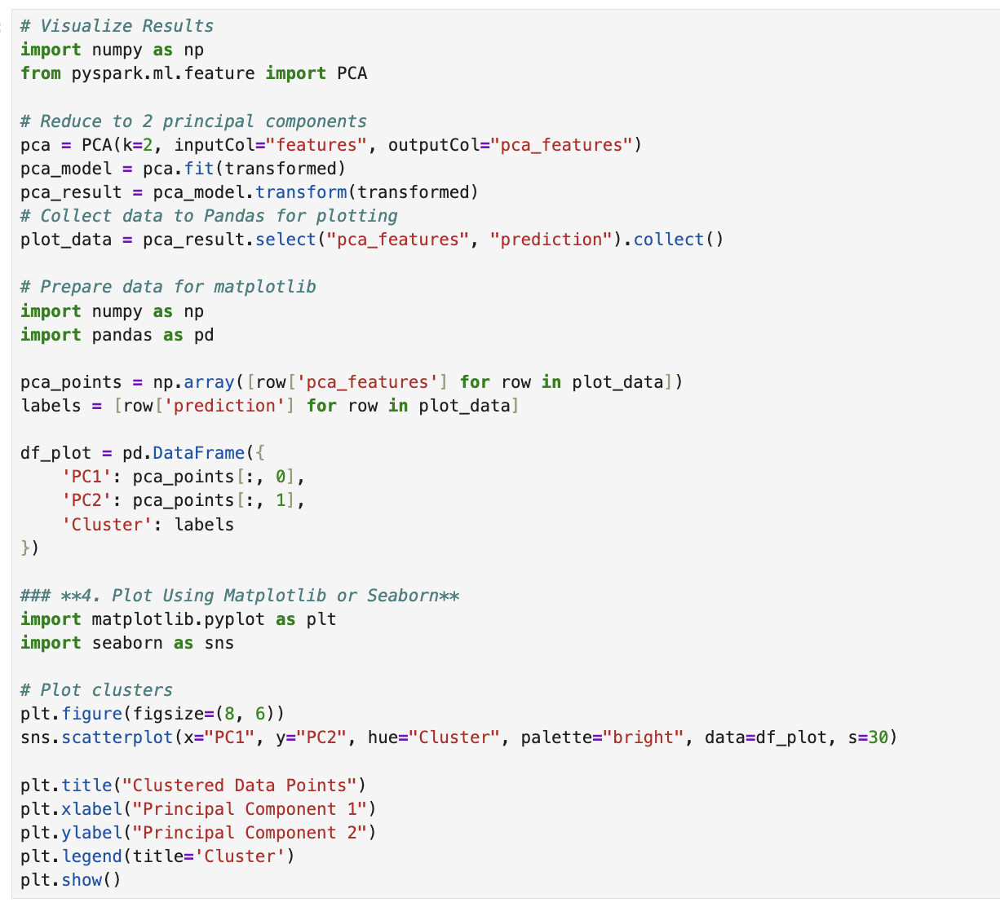 # Visualize Results
import numpy as np
from pyspark.ml.feature import PCA

# Reduce to 2 principal components
pca = PCA(k=2, inputCol="features", outputCol="pca_features")
pca_model = pca.fit(transformed)
pca_result = pca_model.transform(transformed)
# Collect data to Pandas for plotting
plot_data = pca_result.select("pca_features", "prediction").collect()

# Prepare data for matplotlib
import numpy as np
import pandas as pd

pca_points = np.array([row['pca_features'] for row in plot_data])
labels = [row['prediction'] for row in plot_data]

df_plot = pd.DataFrame({
    'PC1': pca_points[:, 0],
    'PC2': pca_points[:, 1],
    'Cluster': labels
})

### **4. Plot Using Matplotlib or Seaborn**
import matplotlib.pyplot as plt
import seaborn as sns

# Plot clusters
plt.figure(figsize=(8, 6))
sns.scatterplot(x="PC1", y="PC2", hue="Cluster", palette="bright", data=df_plot, s=30)

plt.title("Clustered Data Points")
plt.xlabel("Principal Component 1")
plt.ylabel("Principal Component 2")
plt.legend(title='Cluster')
plt.show()